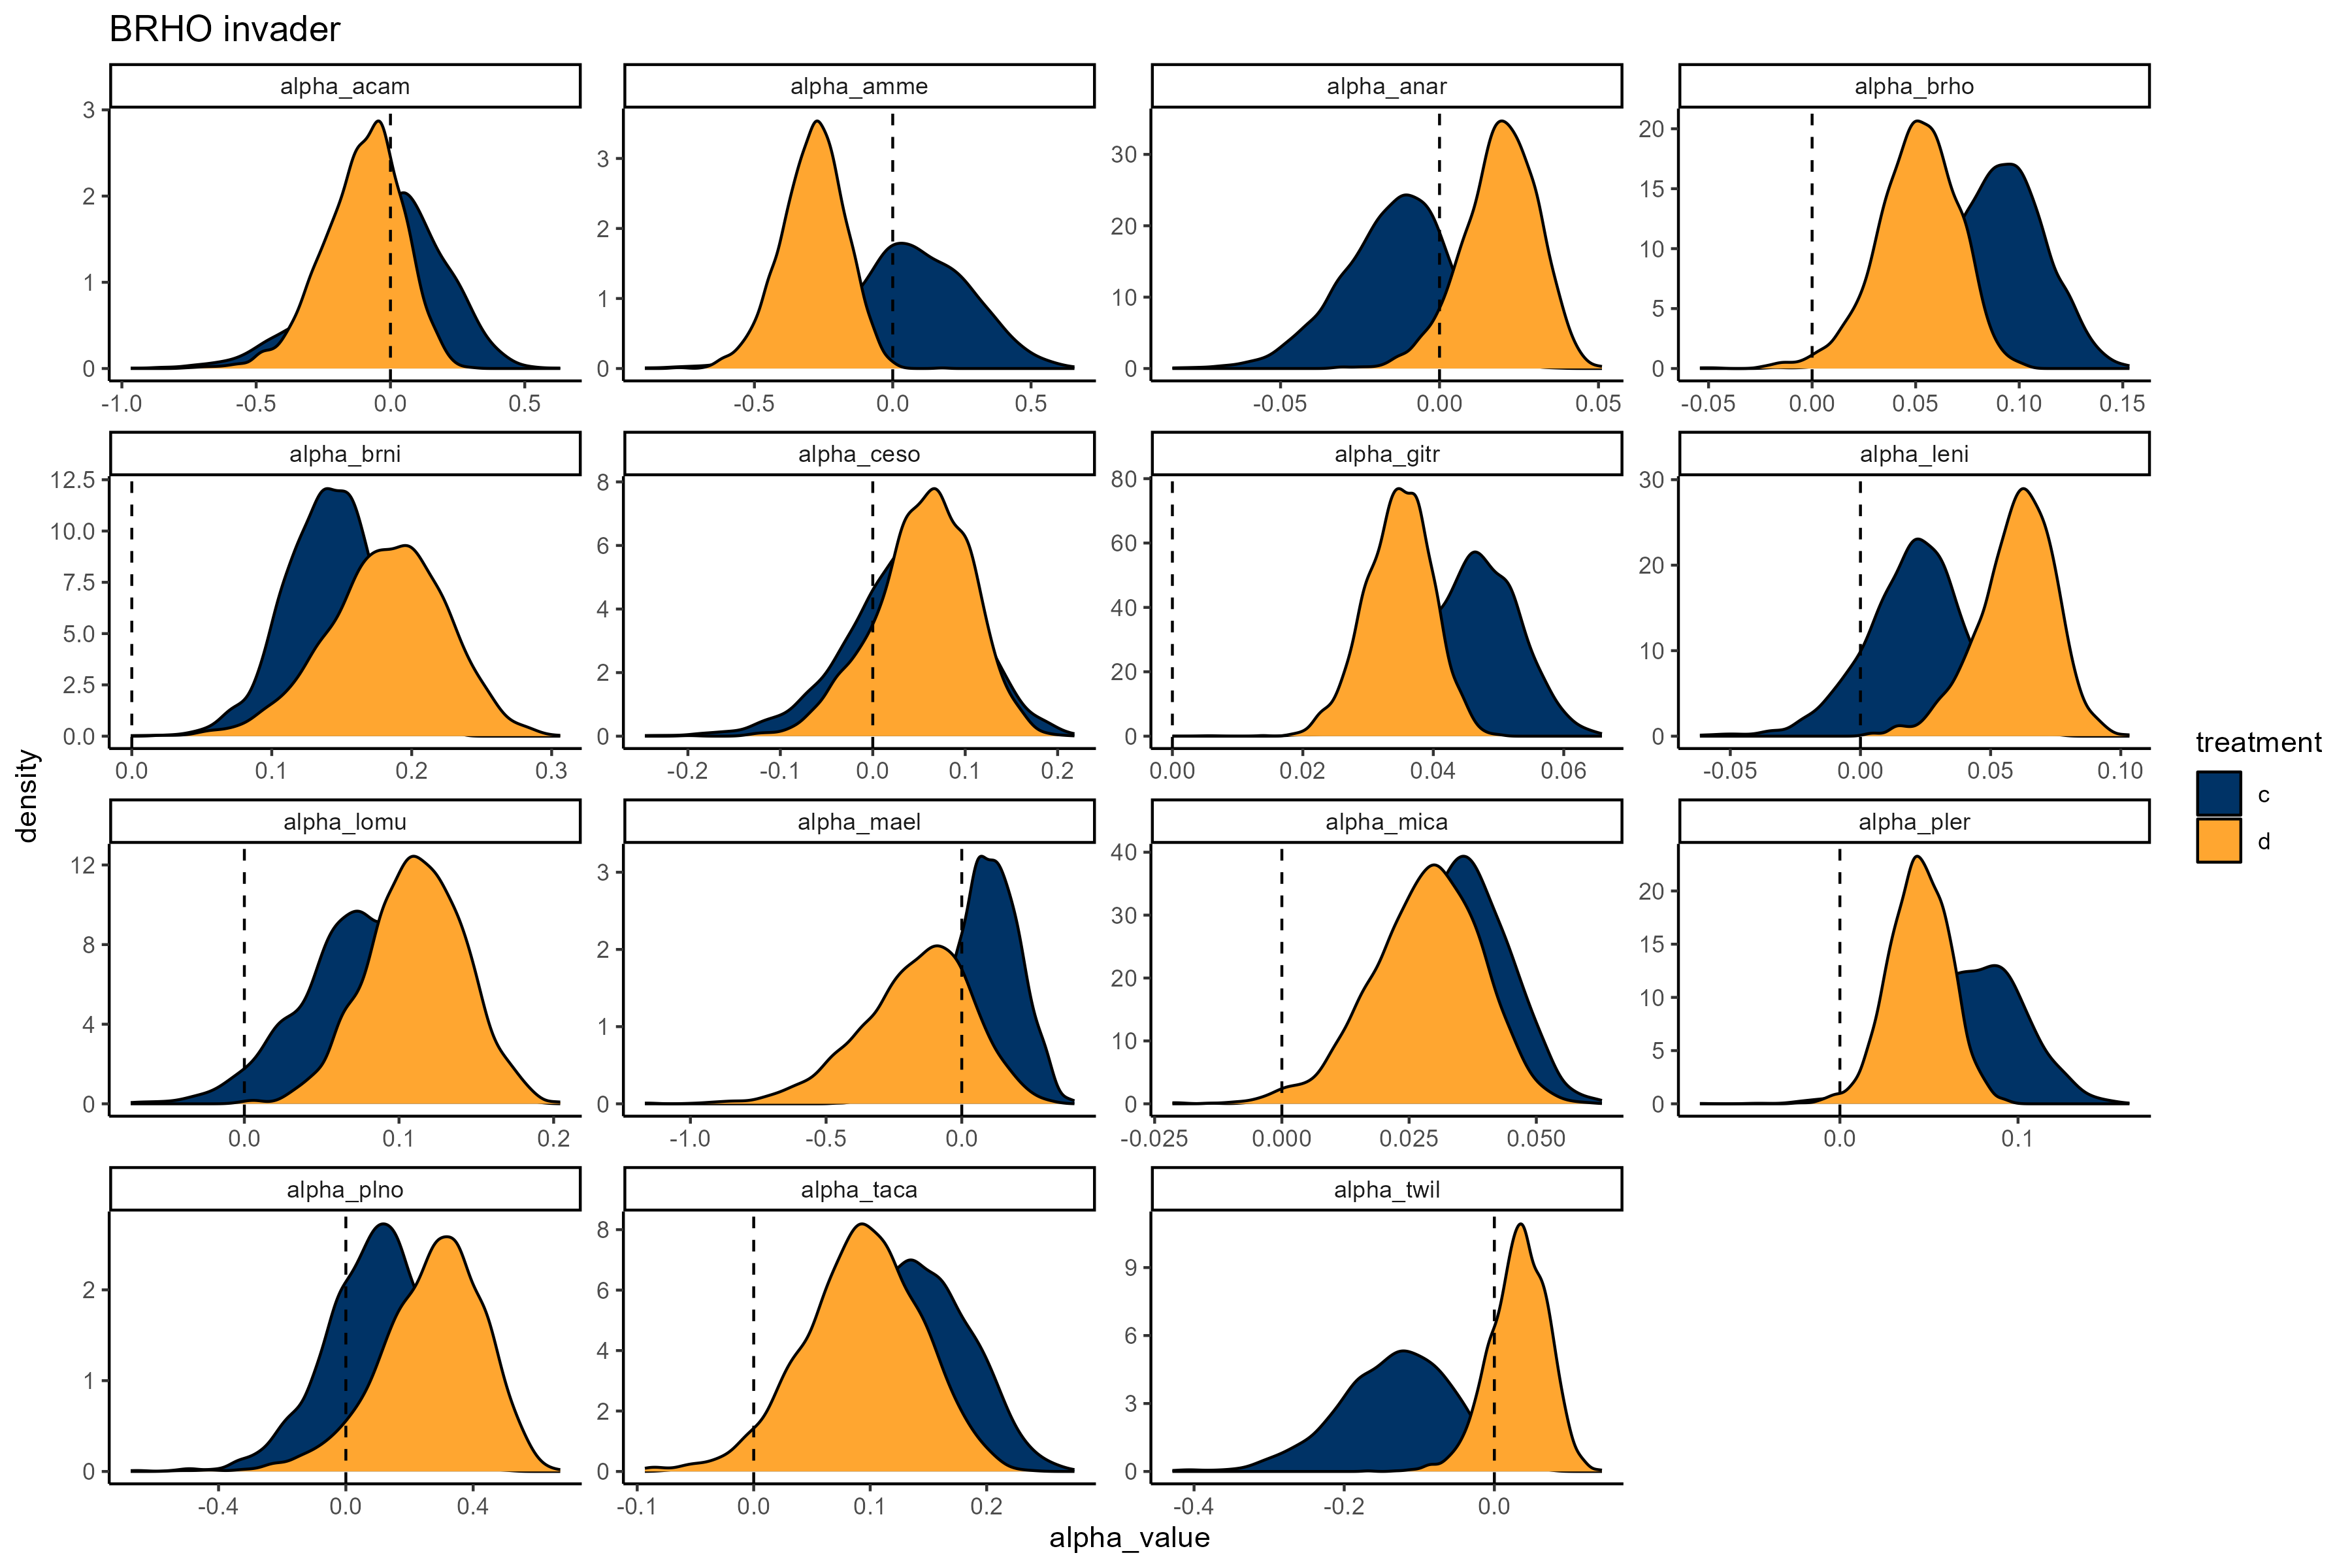 BRHO invader
alpha_acam
alpha_amme
alpha_anar
alpha_brho
3
2
1
0
-1.0 -0.5 0.0 0.5
3
2
1
0
-0.5 0.0 0.5
30
20
10
0
-0.05 0.00 0.05
20
15
10
5
0
-0.05 0.00 0.05 0.10 0.15
alpha_brni
alpha_ceso
alpha_gitr
alpha_leni
12.5
10.0
7.5
5.0
2.5
0.0
0.0 0.1 0.2 0.3
8
6
4
2
0
-0.2 -0.1 0.0 0.1 0.2
80
60
40
20
0
0.00 0.02 0.04 0.06
30
20
10
0
-0.05 0.00 0.05 0.10
density
treatment
c
d
alpha_lomu
alpha_mael
alpha_mica
alpha_pler
12
8
4
0
0.0 0.1 0.2
3
2
1
0
-1.0 -0.5 0.0
40
30
20
10
0
-0.025 0.000 0.025 0.050
20
15
10
5
0
0.0 0.1
alpha_plno
alpha_taca
alpha_twil
2
1
0
-0.4 0.0 0.4
8
6
4
2
0
-0.1 0.0 0.1 0.2
9
6
3
0
-0.4 -0.2 0.0
alpha_value